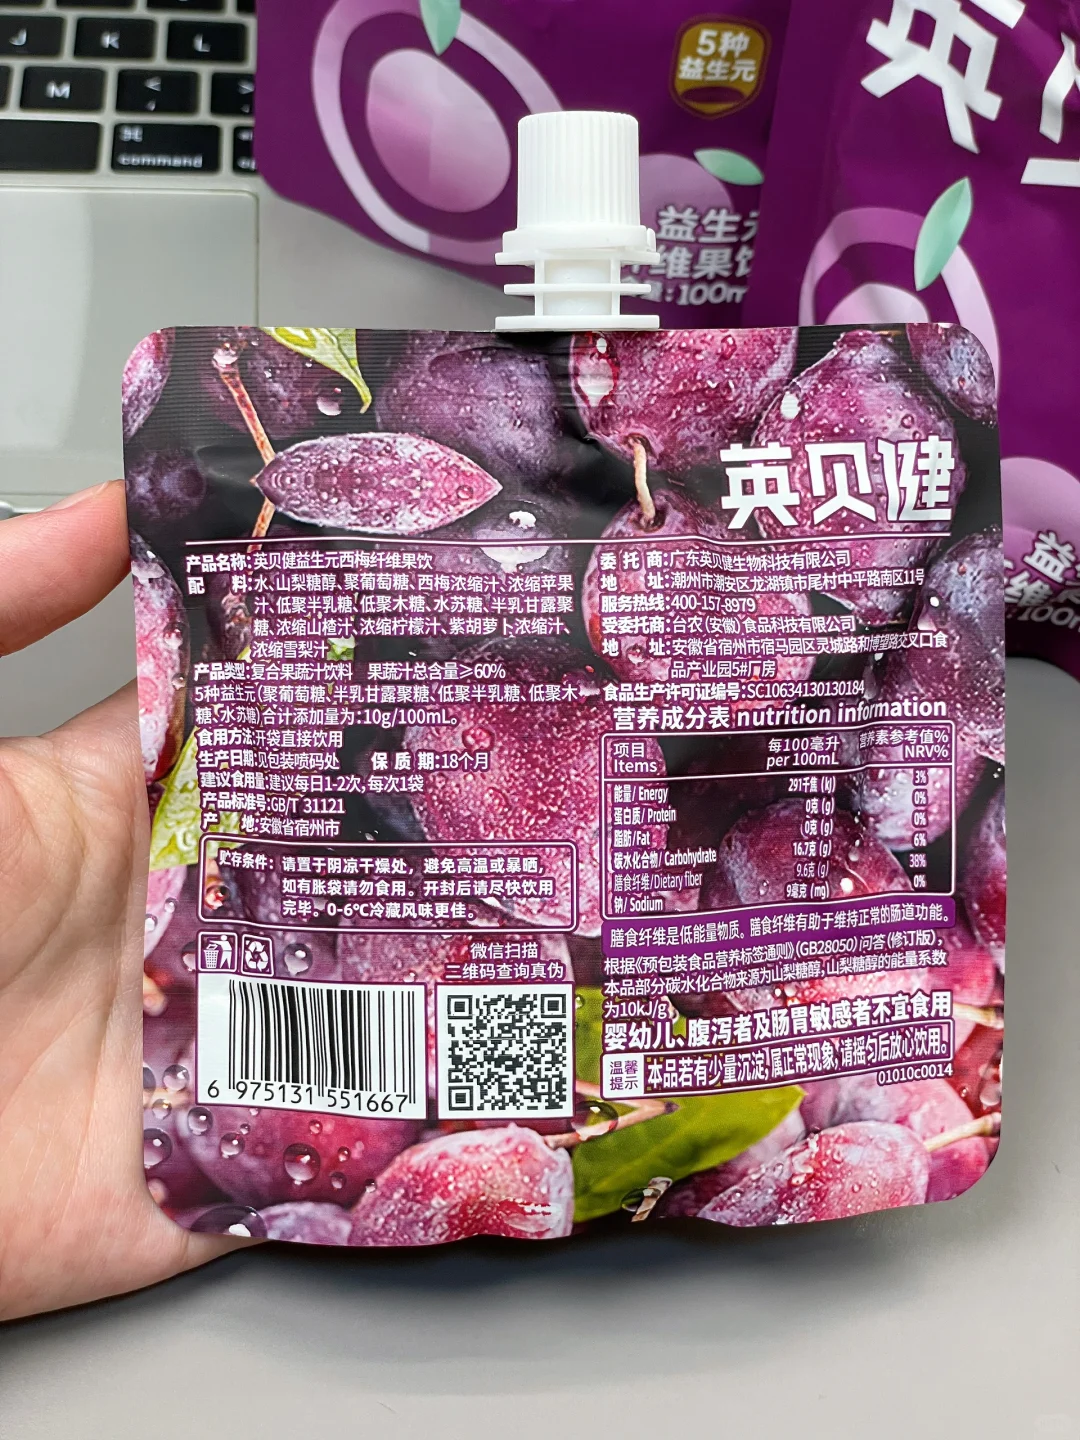 J
K
L
M
<
,
>
⌘
command
5种
益生元
英
益生元
维果饮
:100m
益
100m
英贝健
产品名称:英贝健益生元西梅纤维果饮
配 料:水、山梨糖醇、聚葡萄糖、西梅浓缩汁、浓缩苹果
汁、低聚半乳糖、低聚木糖、水苏糖、半乳甘露聚
糖、浓缩山楂汁、浓缩柠檬汁、紫胡萝卜浓缩汁、
浓缩雪梨汁
产品类型:复合果蔬汁饮料 果蔬汁总含量≥60%
5种益生元(聚葡萄糖、半乳甘露聚糖、低聚半乳糖、低聚木
糖、水苏糖)合计添加量为:10g/100mL。
食用方法:开袋直接饮用
生产日期:见包装喷码处 保 质 期:18个月
建议食用量:建议每日1-2次,每次1袋
产品标准号:GB/T 31121
产 地:安徽省宿州市
贮存条件: 请置于阴凉干燥处，避免高温或暴晒,
如有胀袋请勿食用。开封后请尽快饮用
完毕。0-6℃冷藏风味更佳。
微信扫描
二维码查询真伪
6 975131 551667
委 托 商:广东英贝健生物科技有限公司
地 址:潮州市潮安区龙湖镇市尾村中平路南区11号
服务热线:400-157-8979
受委托商:台农(安徽)食品科技有限公司
地 址:安徽省宿州市宿马园区灵城路和博望路交叉口食
品产业园5#厂房
食品生产许可证编号:SC10634130130184
营养成分表 nutrition information
项目 每100毫升 营养素参考值%
Items per 100mL NRV%
能量/ Energy 291千焦 (kj) 3%
蛋白质/ Protein 0克 (g) 0%
脂肪/Fat 0克 (g) 0%
碳水化合物/ Carbohydrate 16.7克 (g) 6%
膳食纤维/Dietary fiber 9.6克 (g) 38%
钠/ Sodium 9毫克 (mg) 0%
膳食纤维是低能量物质。膳食纤维有助于维持正常的肠道功能。
根据《预包装食品营养标签通则》(GB28050)问答(修订版),
本品部分碳水化合物来源为山梨糖醇,山梨糖醇的能量系数
为10kJ/g
婴幼儿、腹泻者及肠胃敏感者不宜食用
温馨
提示
本品若有少量沉淀,属正常现象,请摇匀后放心饮用。
01010c0014